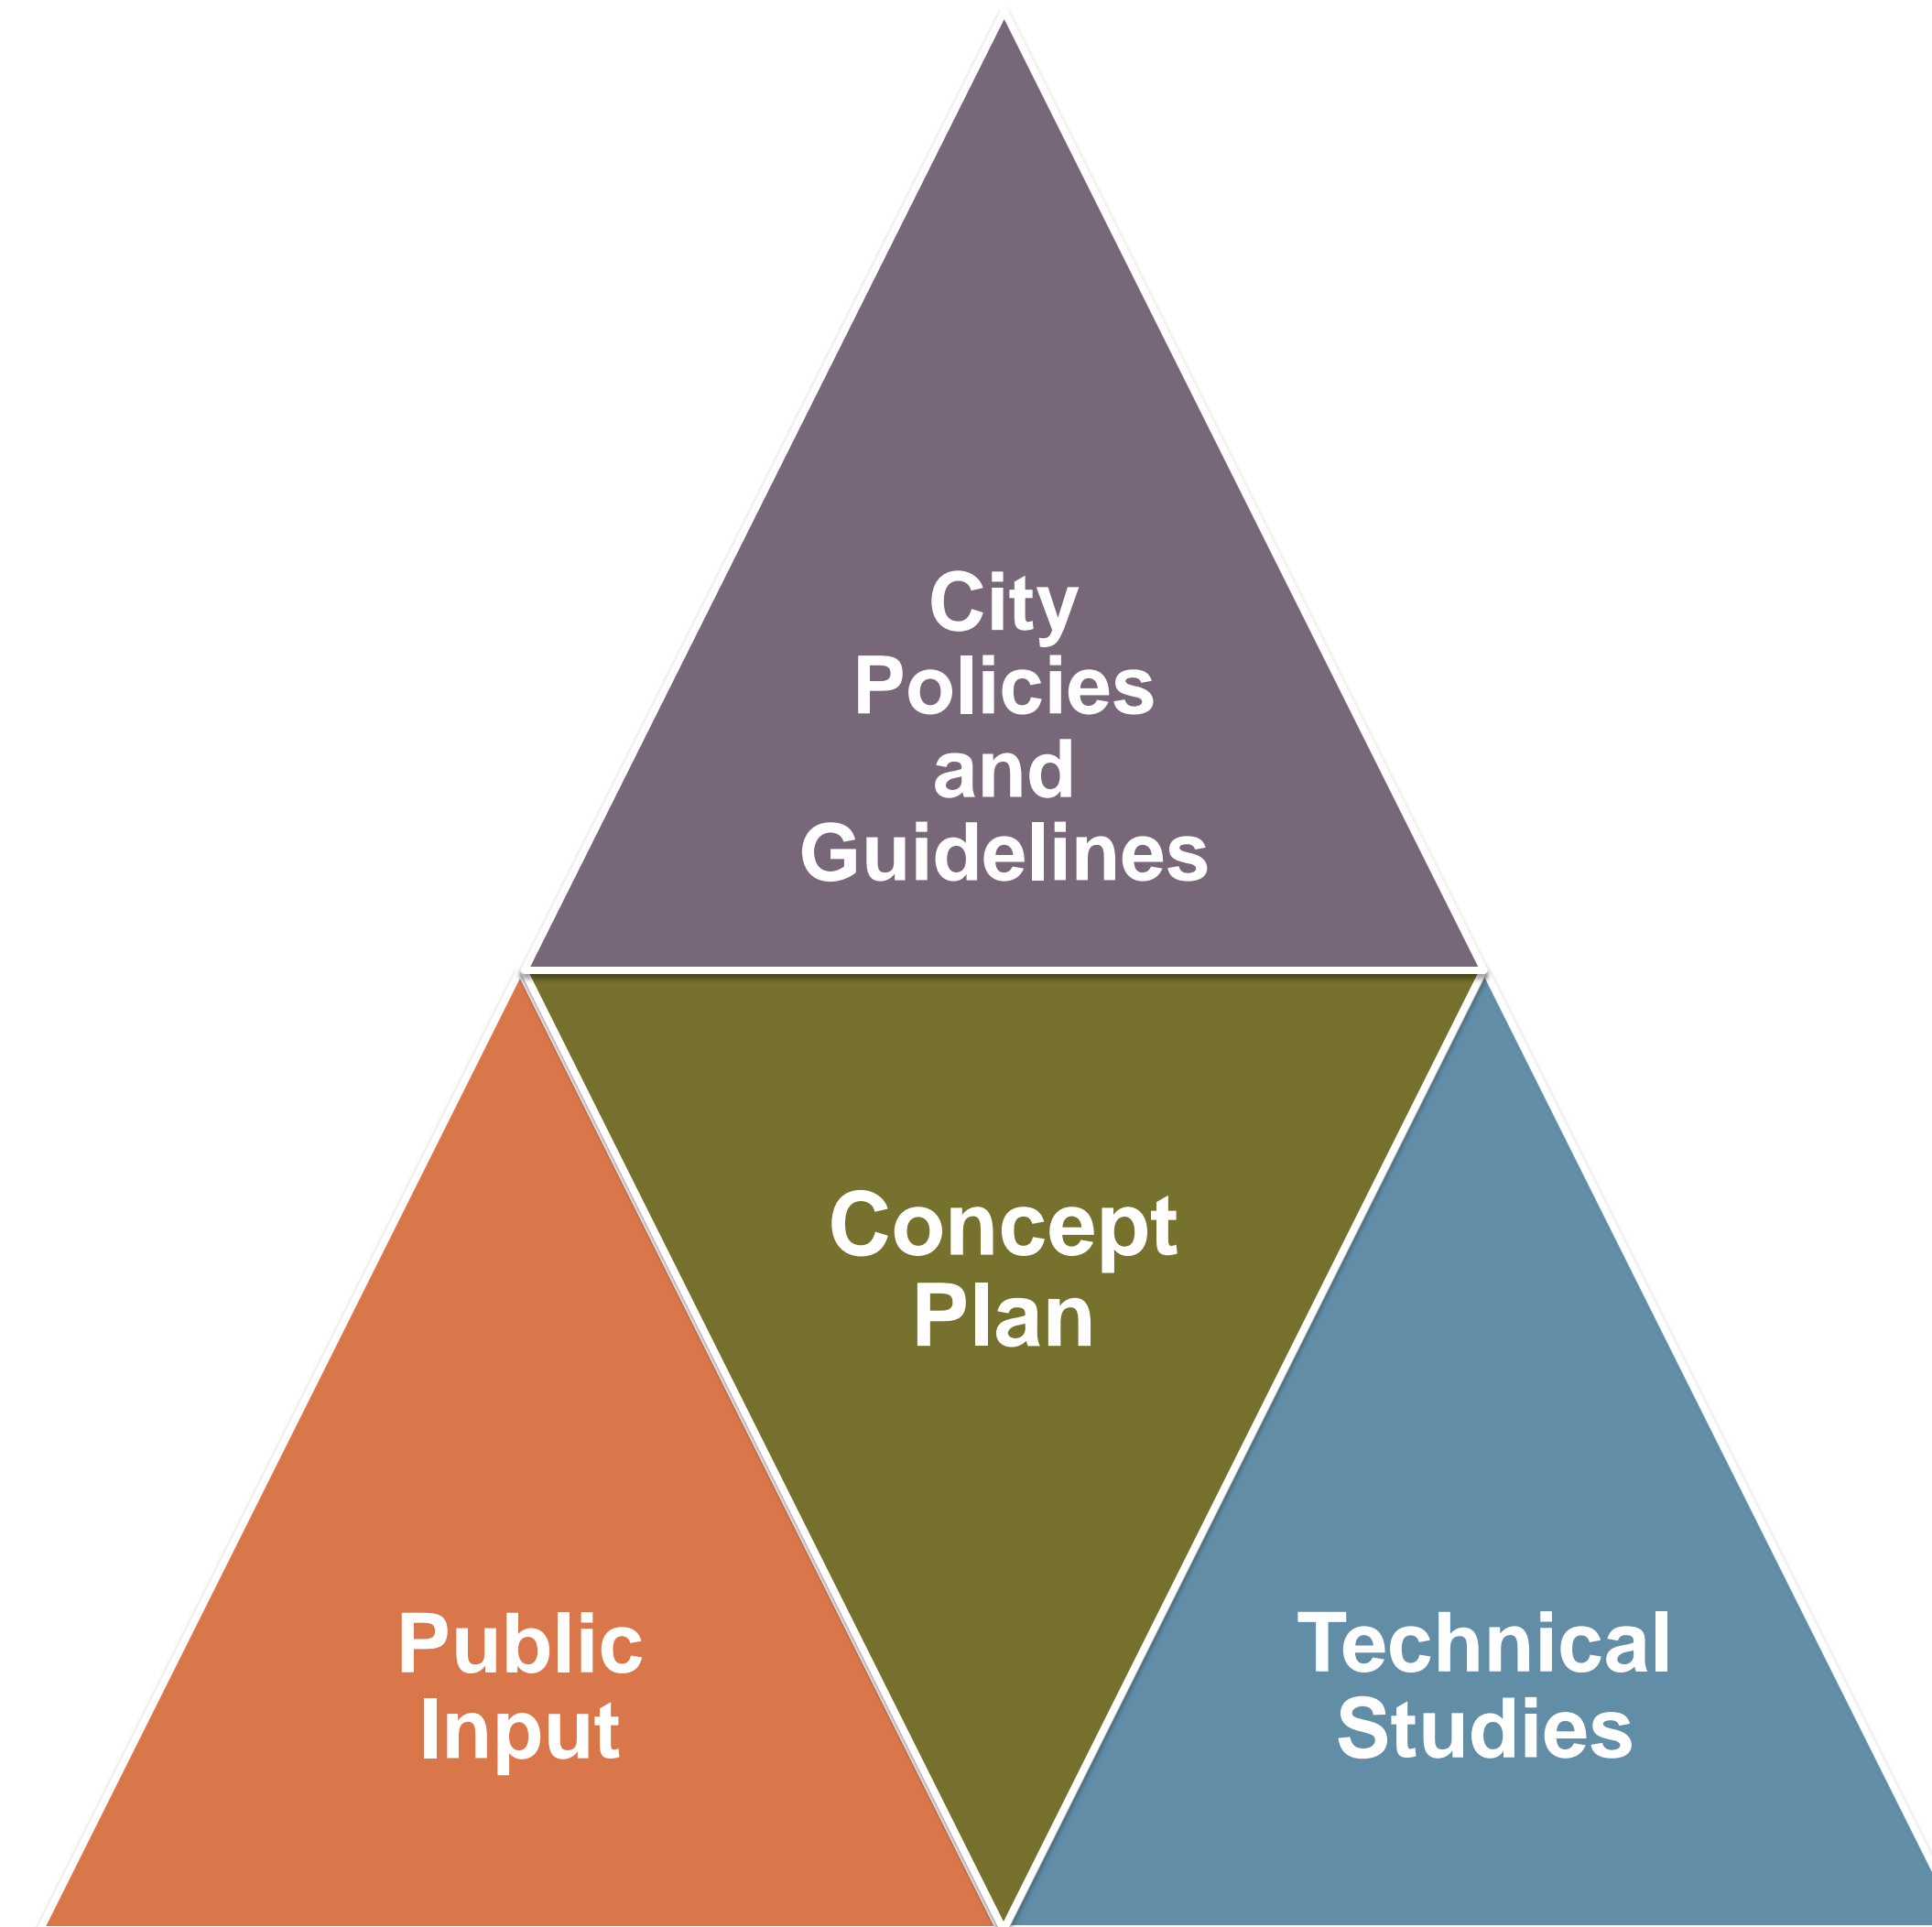 City
Policies
and
Guidelines
Concept
Plan
Public
Input
Technical
Studies